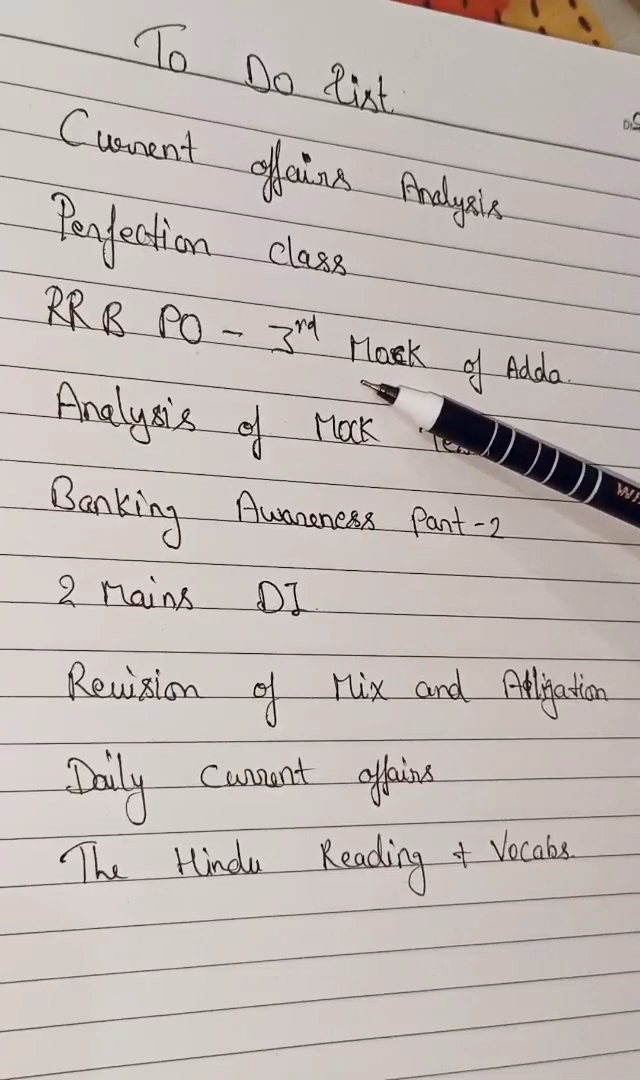 To Do list
Current affairs Analysis
Perfection class
RRB PO - 3rd Mock of Adda.
Analysis of Mock
Banking Awareness Part-2
2 Mains DI
Revision of Mix and Alligation
Daily Current affairs
The Hindu Reading + Vocabs.